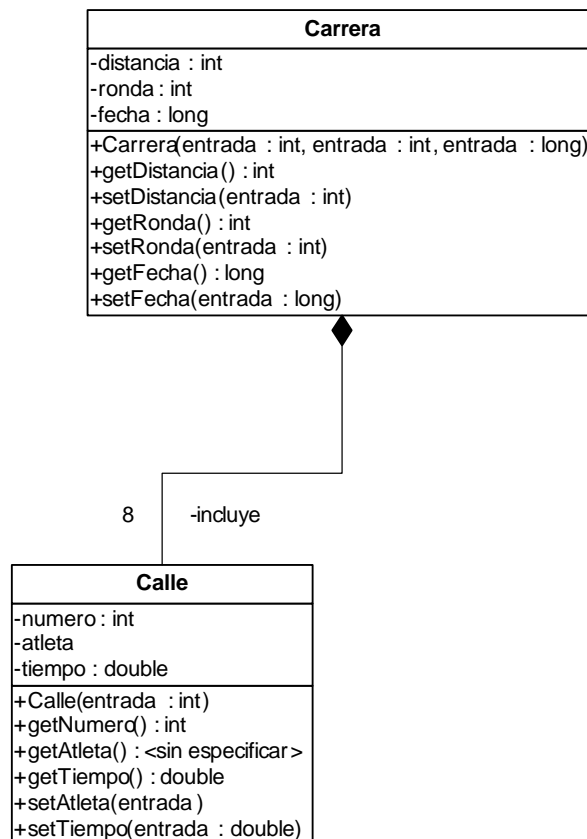 Carrera
-distancia : int
-ronda : int
-fecha : long
+Carrera(entrada : int, entrada : int, entrada : long)
+getDistancia() : int
+setDistancia(entrada : int)
+getRonda() : int
+setRonda(entrada : int)
+getFecha() : long
+setFecha(entrada : long)
8 -incluye
Calle
-numero : int
-atleta
-tiempo : double
+Calle(entrada : int)
+getNumero() : int
+getAtleta() : <sin especificar>
+getTiempo() : double
+setAtleta(entrada)
+setTiempo(entrada : double)